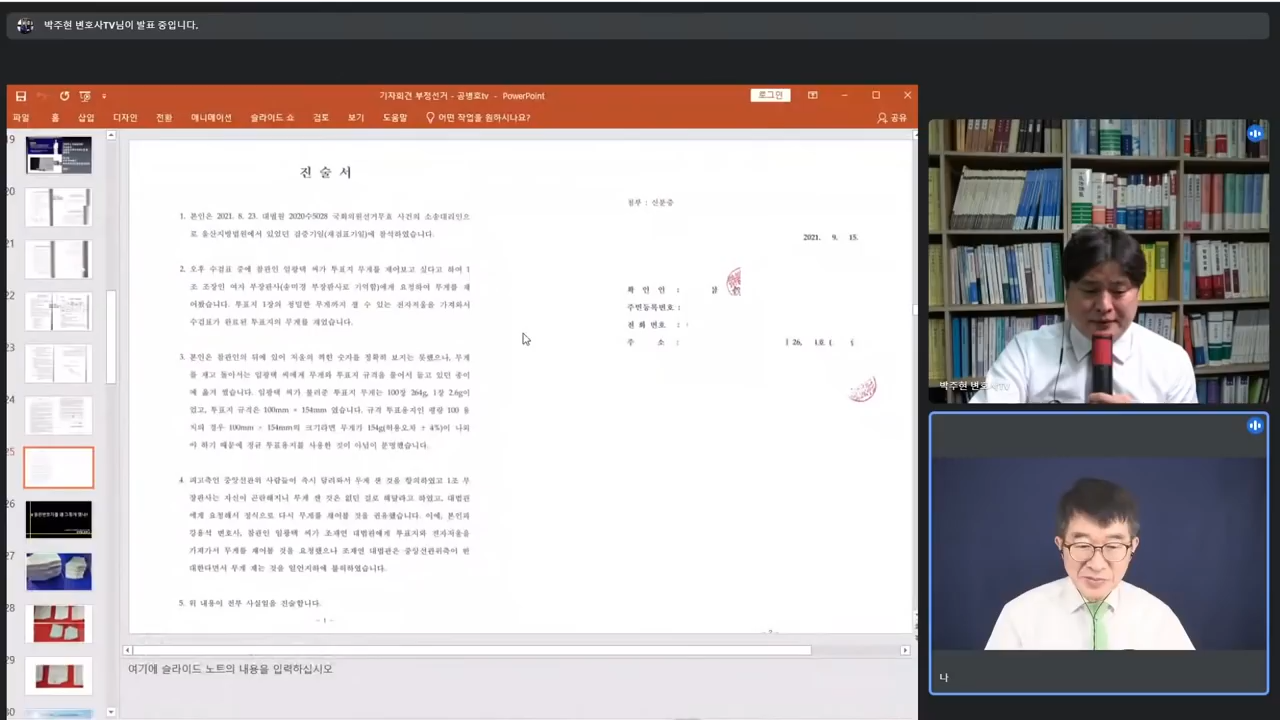 박주현 변호사TV님이 발표 중입니다.
기자회견 부정선거 - 공병호tv - PowerPoint
로그인
파일 홈 삽입 디자인 전환 애니메이션 슬라이드 쇼 검토 보기 도움말 어떤 작업을 원하시나요? 공유
19
20
21
22
23
24
25
26
27
28
29
30
진 술 서
1. 본인은 2021. 8. 23. 대법원 2020수5028 국회의원선거무효 사건의 소송대리인으
로 울산지방법원에서 있었던 검증기일(재검표기일)에 참석하였습니다.
2. 오후 수검표 중에 참관인 임광택 씨가 투표지 무게를 재어보고 싶다고 하여 1
조 조장인 여자 부장판사(송미경 부장판사로 기억함)에게 요청하여 무게를 재
어봤습니다. 투표지 1장의 정밀한 무게까지 잴 수 있는 전자저울을 가져와서
수검표가 완료된 투표지의 무게를 재었습니다.
3. 본인은 참관인의 뒤에 있어 저울의 찍힌 숫자를 정확히 보지는 못했으나, 무게
를 재고 돌아서는 임광택 씨에게 무게와 투표지 규격을 물어서 들고 있던 종이
에 옮겨 썼습니다. 임광택 씨가 불러준 투표지 무게는 100장 264g, 1장 2.6g이
었고, 투표지 규격은 100mm × 154mm 였습니다. 규격 투표용지인 평량 100 용
지의 경우 100mm × 154mm의 크기라면 무게가 154g(허용오차 ± 4%)이 나와
야 하기 때문에 정규 투표용지를 사용한 것이 아님이 분명했습니다.
4. 피고측인 중앙선관위 사람들이 즉시 달려와서 무게 잰 것을 항의하였고 1조 부
장판사는 자신이 곤란해지니 무게 잰 것은 없던 걸로 해달라고 하였고, 대법관
에게 요청해서 정식으로 다시 무게를 재어볼 것을 권유했습니다. 이에, 본인과
강용석 변호사, 참관인 임광택 씨가 조재연 대법관에게 투표지와 전자저울을
가져가서 무게를 재어볼 것을 요청했으나 조재연 대법관은 중앙선관위측이 반
대한다면서 무게 재는 것을 일언지하에 불허하였습니다.
5. 위 내용이 전부 사실임을 진술합니다.
- 1 -
첨부 : 신분증
2021. 9. 15.
확 인 인 :
주민등록번호 :
전 화 번 호 :
주 소 :
여기에 슬라이드 노트의 내용을 입력하십시오
박주현 변호사TV
나